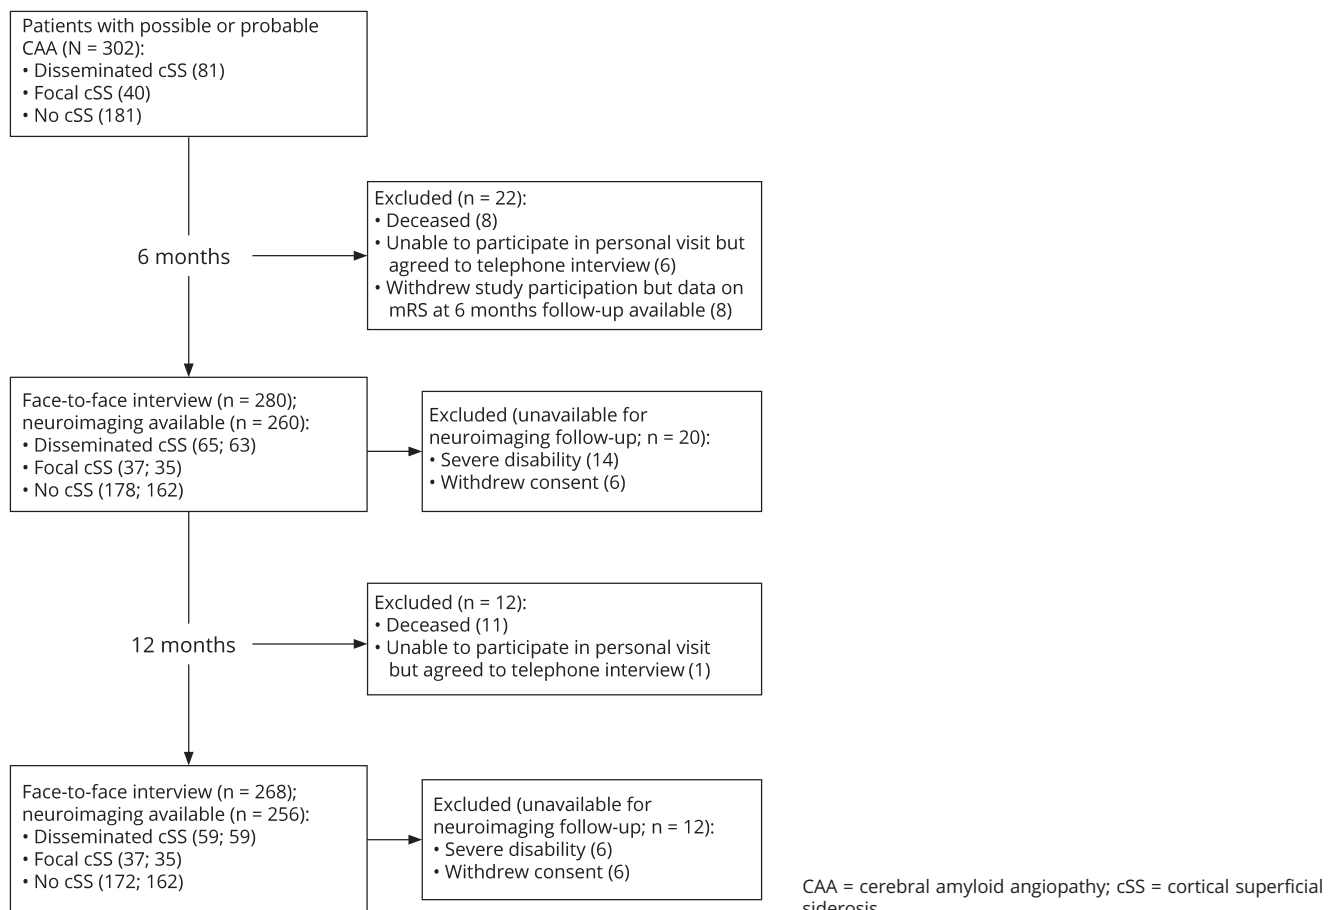 Patients with possible or probable
CAA (N = 302):
• Disseminated cSS (81)
• Focal cSS (40)
• No cSS (181)
Excluded (n = 22):
• Deceased (8)
• Unable to participate in personal visit but
agreed to telephone interview (6)
• Withdrew study participation but data on
mRS at 6 months follow-up available (8)
6 months
Face-to-face interview (n = 280);
neuroimaging available (n = 260):
• Disseminated cSS (65; 63)
• Focal cSS (37; 35)
• No cSS (178; 162)
Excluded (unavailable for
neuroimaging follow-up; n = 20):
• Severe disability (14)
• Withdrew consent (6)
Excluded (n = 12):
• Deceased (11)
• Unable to participate in personal visit
but agreed to telephone interview (1)
12 months
Face-to-face interview (n = 268);
neuroimaging available (n = 256):
• Disseminated cSS (59; 59)
• Focal cSS (37; 35)
• No cSS (172; 162)
Excluded (unavailable for
neuroimaging follow-up; n = 12):
• Severe disability (6)
• Withdrew consent (6)
CAA = cerebral amyloid angiopathy; cSS = cortical superficial
siderosis